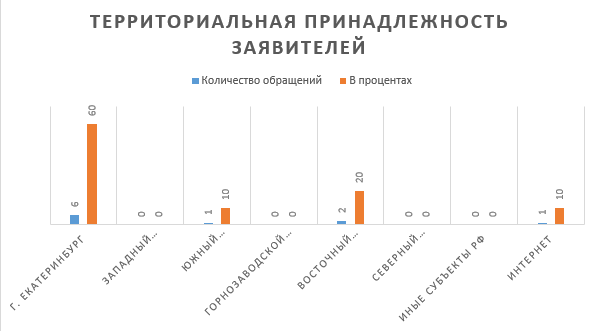 ТЕРРИТОРИАЛЬНАЯ ПРИНАДЛЕЖНОСТЬ
ЗАЯВИТЕЛЕЙ
Количество обращений
В процентах
6
60
0
0
1
10
0
0
2
20
0
0
0
0
1
10
Г. ЕКАТЕРИНБУРГ
ЗАПАДНЫЙ...
ЮЖНЫЙ...
ГОРНОЗАВОДСКОЙ...
ВОСТОЧНЫЙ...
СЕВЕРНЫЙ...
ИНЫЕ СУБЪЕКТЫ РФ
ИНТЕРНЕТ